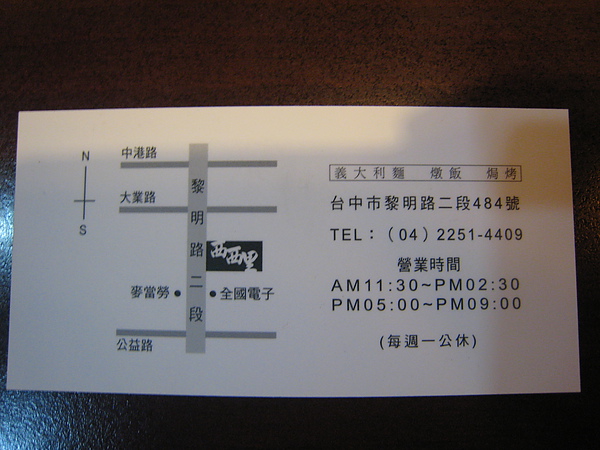 N
S
中港路
大業路
黎明路二段
西西里
麥當勞
全國電子
公益路
義大利麵 燉飯 焗烤
台中市黎明路二段484號
TEL：（04）2251-4409
營業時間
AM11:30~PM02:30
PM05:00~PM09:00
(每週一公休)